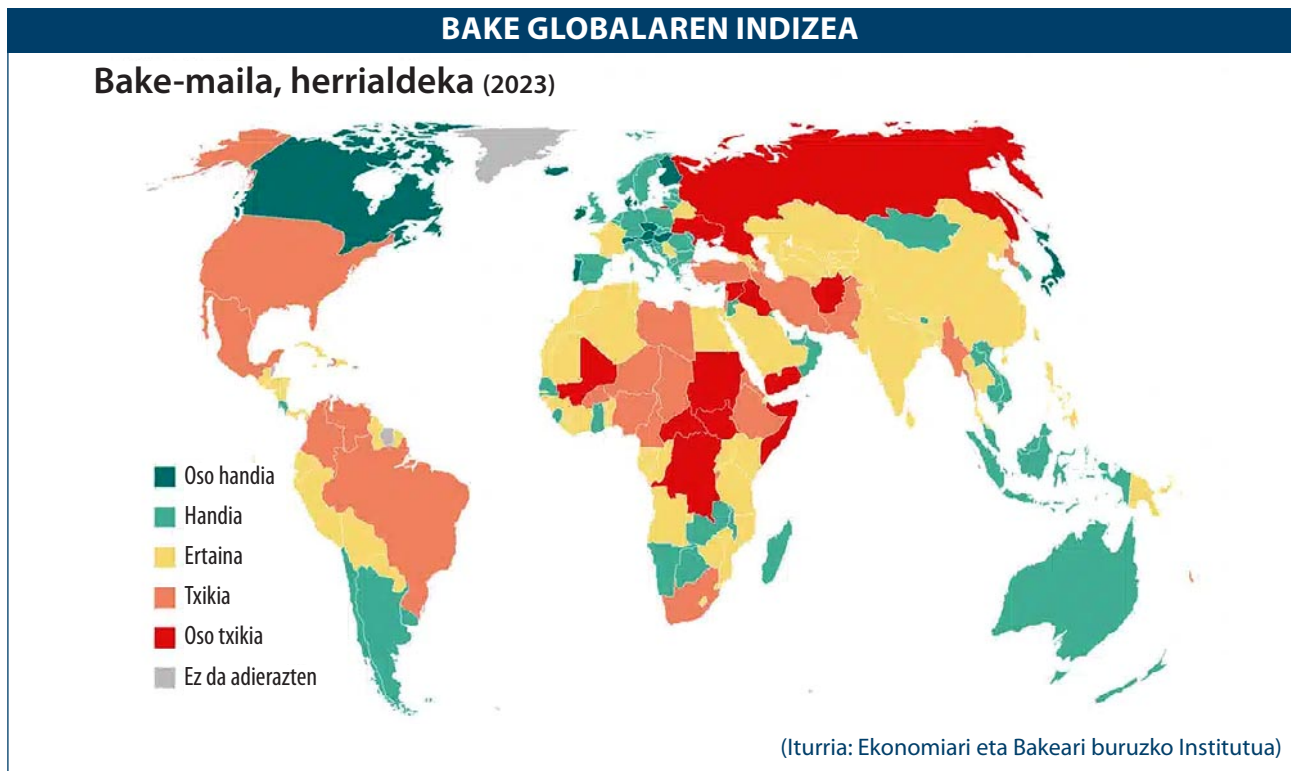 BAKE GLOBALAREN INDIZEA
Bake-maila, herrialdeka (2023)
Oso handia
Handia
Ertaina
Txikia
Oso txikia
Ez da adierazten
(Iturria: Ekonomiari eta Bakeari buruzko Institutua)